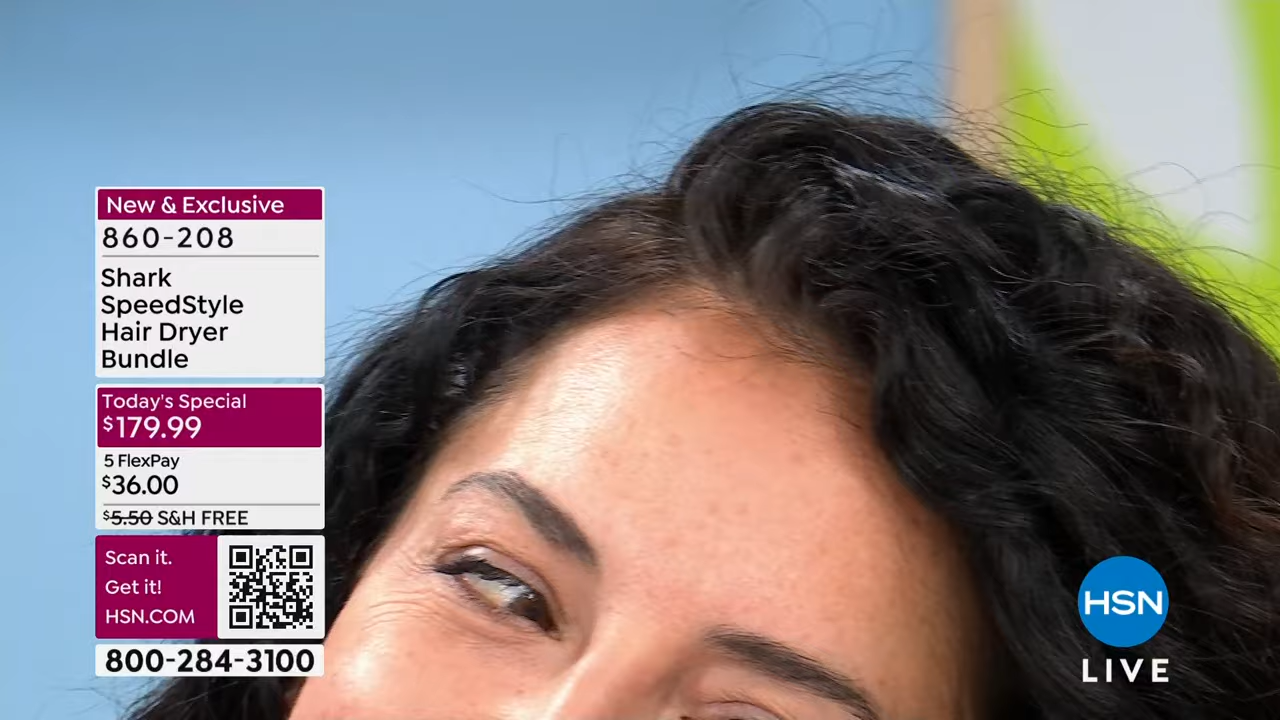 New & Exclusive
860-208
Shark
SpeedStyle
Hair Dryer
Bundle
Today's Special
$179.99
5 FlexPay
$36.00
$5.50 S&H FREE
Scan it.
Get it!
HSN.COM
800-284-3100
HSN
LIVE